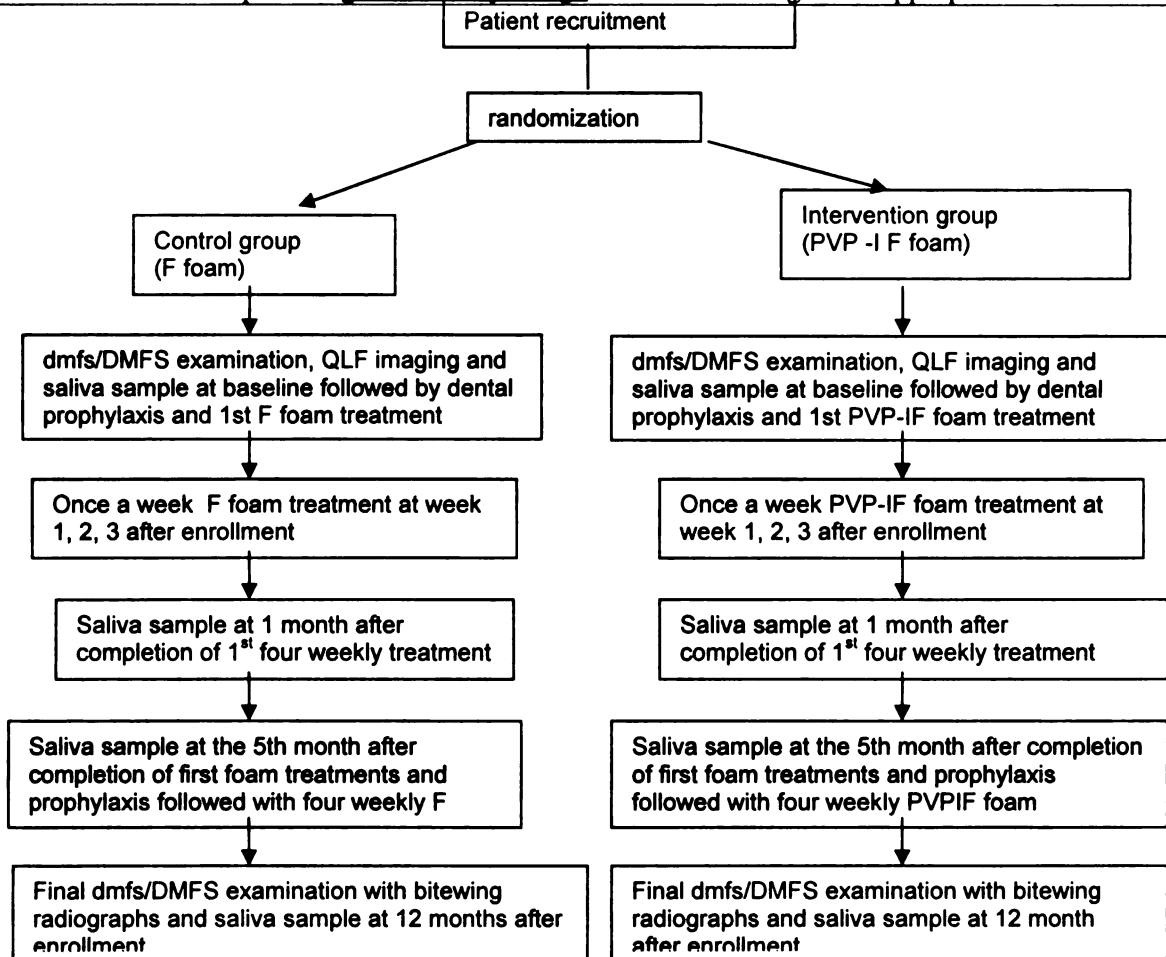 Patient recruitment
randomization
Control group
(F foam)
Intervention group
(PVP -I F foam)
dmfs/DMFS examination, QLF imaging and
saliva sample at baseline followed by dental
prophylaxis and 1st F foam treatment
dmfs/DMFS examination, QLF imaging and
saliva sample at baseline followed by dental
prophylaxis and 1st PVP-IF foam treatment
Once a week F foam treatment at week
1, 2, 3 after enrollment
Once a week PVP-IF foam treatment at
week 1, 2, 3 after enrollment
Saliva sample at 1 month after
completion of 1st four weekly treatment
Saliva sample at 1 month after
completion of 1st four weekly treatment
Saliva sample at the 5th month after
completion of first foam treatments and
prophylaxis followed with four weekly F
Saliva sample at the 5th month after completion
of first foam treatments and prophylaxis
followed with four weekly PVPIF foam
Final dmfs/DMFS examination with bitewing
radiographs and saliva sample at 12 months after
enrollment
Final dmfs/DMFS examination with bitewing
radiographs and saliva sample at 12 month
after enrollment